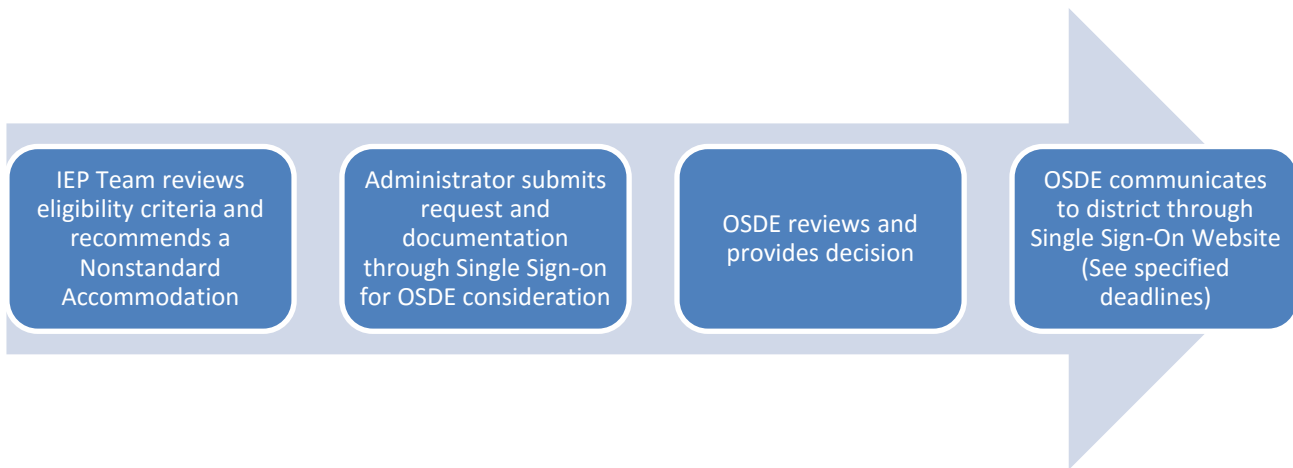 IEP Team reviews
eligibility criteria and
recommends a
Nonstandard
Accommodation
Administrator submits
request and
documentation
through Single Sign-on
for OSDE consideration
OSDE reviews and
provides decision
OSDE communicates
to district through
Single Sign-On Website
(See specified
deadlines)